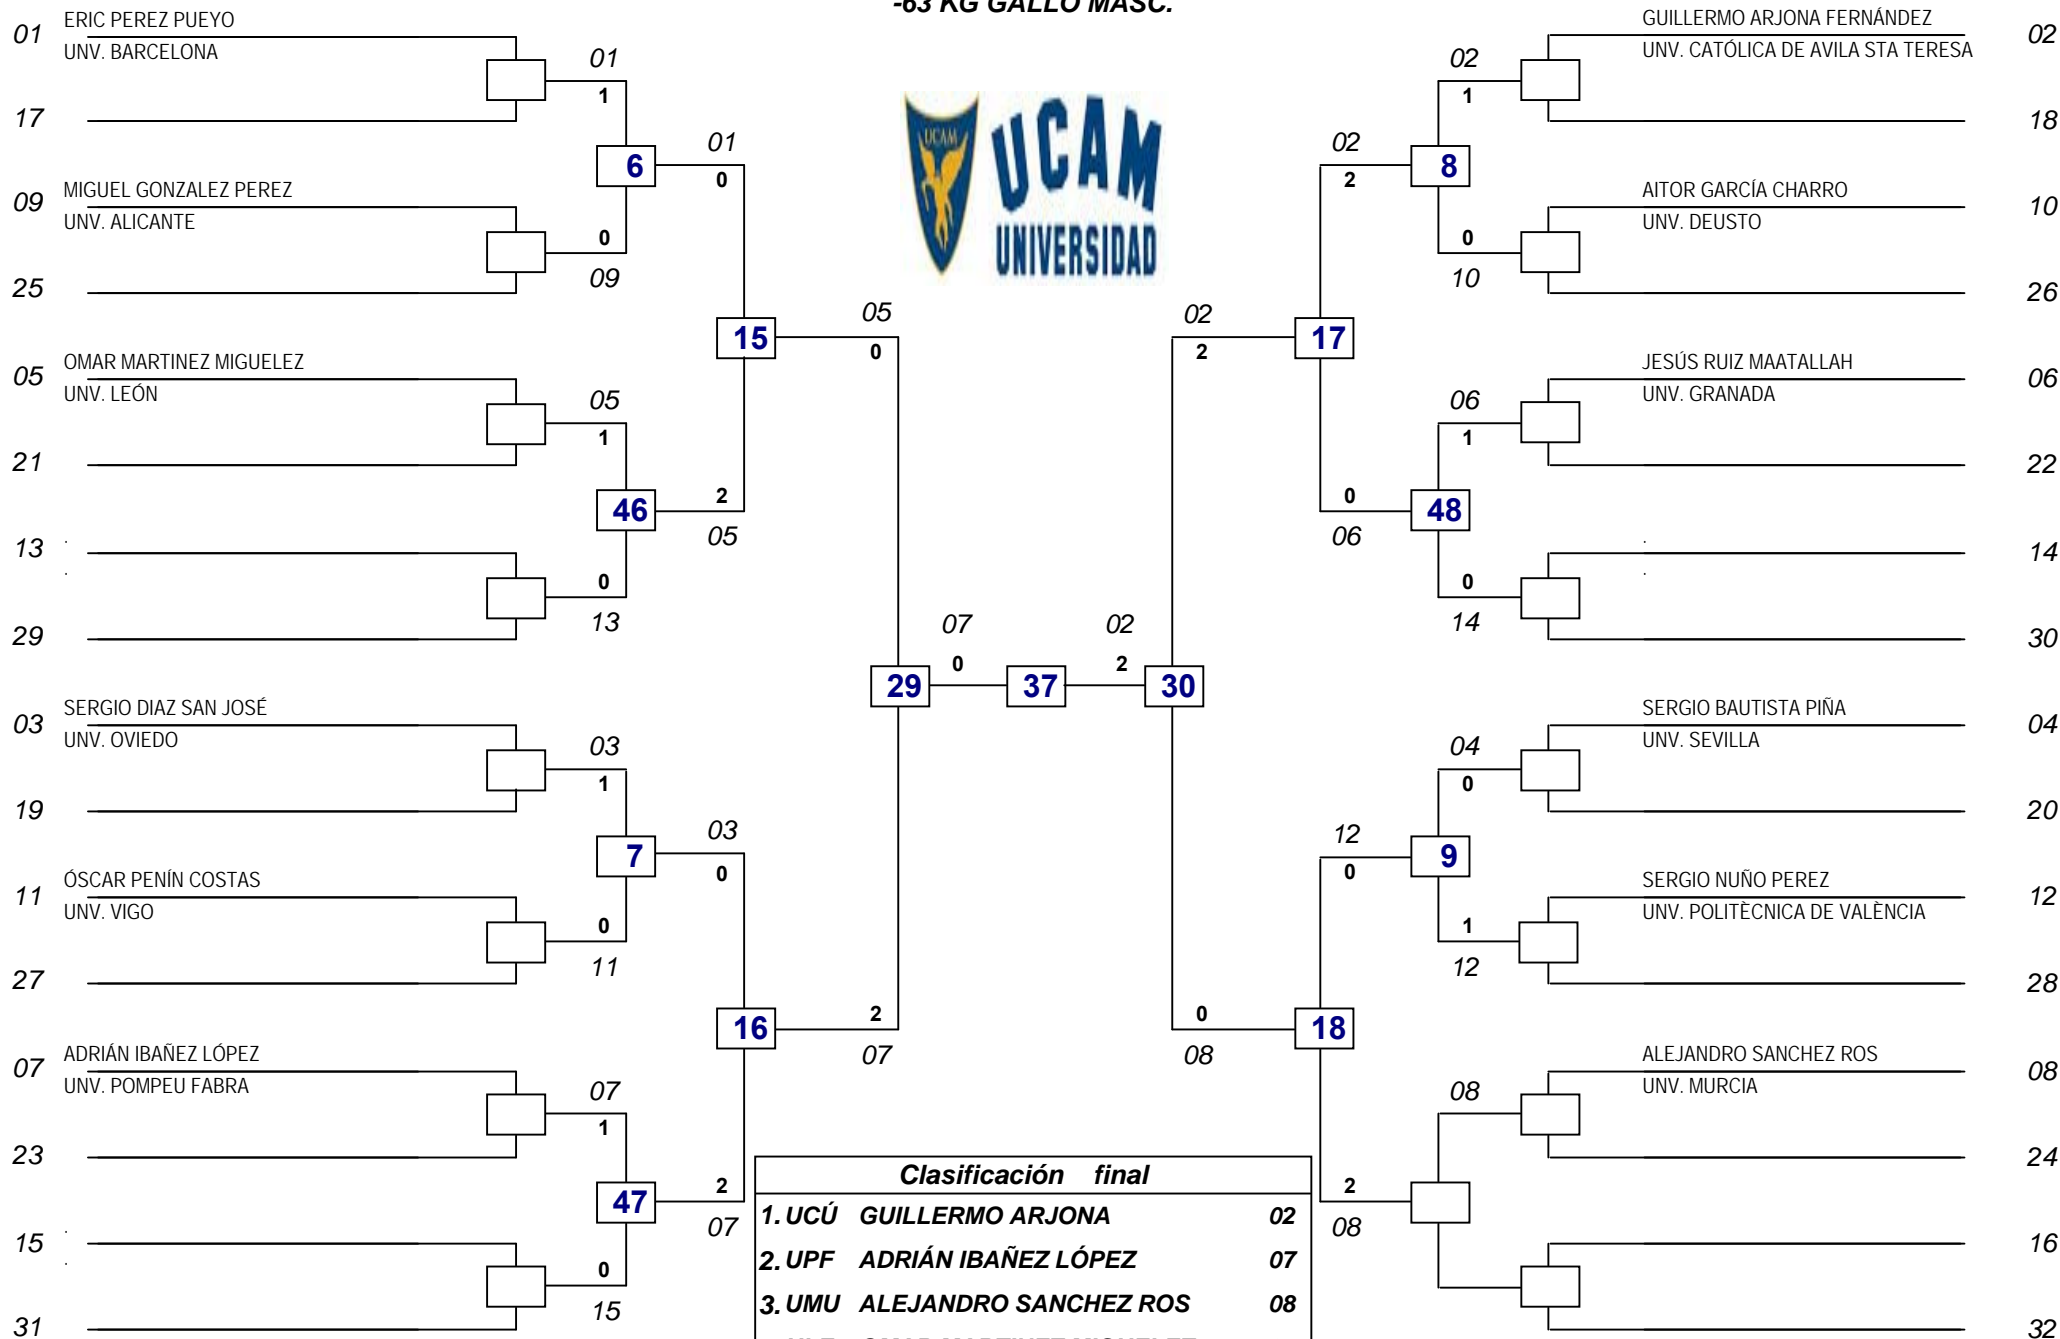 -63 KG GALLO MASC.
01 ERIC PEREZ PUEYO
UNV. BARCELONA
01
1
17
6
01
0
09 MIGUEL GONZALEZ PEREZ
UNV. ALICANTE
0
09
25
15
05
0
05 OMAR MARTINEZ MIGUELEZ
UNV. LEÓN
05
1
21
46
2
05
13 .
.
0
13
29
29
07
0
37
03 SERGIO DIAZ SAN JOSÉ
UNV. OVIEDO
03
1
19
7
03
0
11 ÓSCAR PENÍN COSTAS
UNV. VIGO
0
11
27
16
2
07
07 ADRIÁN IBAÑEZ LÓPEZ
UNV. POMPEU FABRA
07
1
23
47
2
07
15 .
.
0
15
31
UCAM
UCAM
UNIVERSIDAD
GUILLERMO ARJONA FERNÁNDEZ 02
UNV. CATÓLICA DE AVILA STA TERESA
02
1
18
8
02
2
AITOR GARCÍA CHARRO 10
UNV. DEUSTO
0
10
26
17
02
2
JESÚS RUIZ MAATALLAH 06
UNV. GRANADA
06
1
22
48
0
06
. 14
.
0
14
30
30
02
2
SERGIO BAUTISTA PIÑA 04
UNV. SEVILLA
04
0
20
9
12
0
SERGIO NUÑO PEREZ 12
UNV. POLITÈCNICA DE VALÈNCIA
1
12
28
18
0
08
ALEJANDRO SANCHEZ ROS 08
UNV. MURCIA
08
24
2
08
16
32
Clasificación final
1. UCÚ GUILLERMO ARJONA 02
2. UPF ADRIÁN IBAÑEZ LÓPEZ 07
3. UMU ALEJANDRO SANCHEZ ROS 08